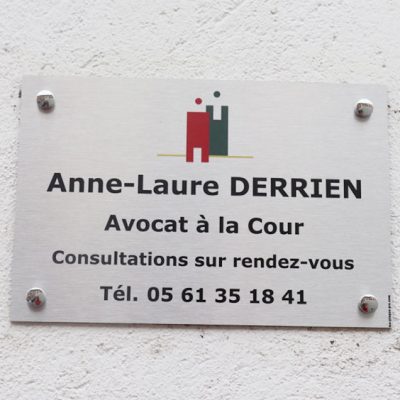 Anne-Laure DERRIEN
Avocat à la Cour
Consultations sur rendez-vous
Tél. 05 61 35 18 41